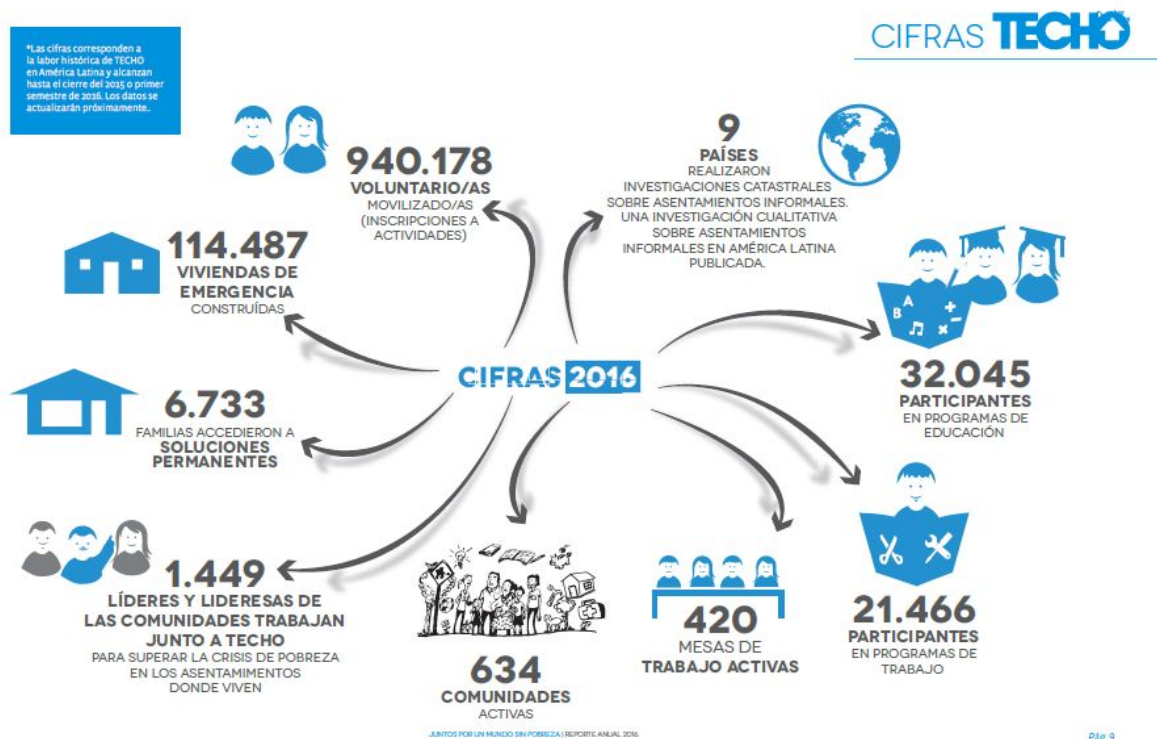 *Las cifras corresponden a
la labor histórica de TECHO
en América Latina y alcanzan
hasta el cierre del 2015 o primer
semestre de 2016. Los datos se
actualizarán próximamente..
CIFRAS TECHO
940.178
VOLUNTARIO/AS
MOVILIZADO/AS
(INSCRIPCIONES A
ACTIVIDADES)
9
PAÍSES
REALIZARON
INVESTIGACIONES CATASTRALES
SOBRE ASENTAMIENTOS INFORMALES.
UNA INVESTIGACIÓN CUALITATIVA
SOBRE ASENTAMIENTOS
INFORMALES EN AMÉRICA LATINA
PUBLICADA.
114.487
VIVIENDAS DE
EMERGENCIA
CONSTRUÍDAS
A
B
CIFRAS 2016
32.045
PARTICIPANTES
EN PROGRAMAS DE
EDUCACIÓN
6.733
FAMILIAS ACCEDIERON A
SOLUCIONES
PERMANENTES
1.449
LÍDERES Y LIDERESAS DE
LAS COMUNIDADES TRABAJAN
JUNTO A TECHO
PARA SUPERAR LA CRISIS DE POBREZA
EN LOS ASENTAMIMENTOS
DONDE VIVEN
634
COMUNIDADES
ACTIVAS
420
MESAS DE
TRABAJO ACTIVAS
21.466
PARTICIPANTES
EN PROGRAMAS DE
TRABAJO
JUNTOS POR UN MUNDO SIN POBREZA | REPORTE ANUAL 2016
Pág. 9